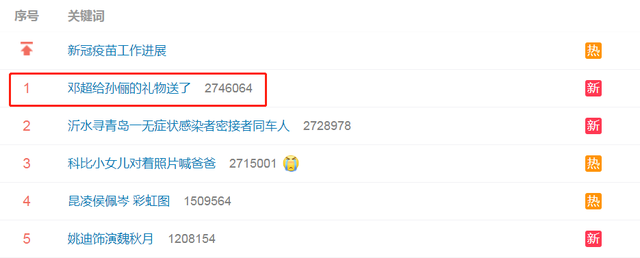 序号 关键词
新冠疫苗工作进展 热
1 邓超给孙俪的礼物送了 2746064 新
2 沂水寻青岛一无症状感染者密接者同车人 2728978 新
3 科比小女儿对着照片喊爸爸 2715001 热
4 昆凌侯佩岑 彩虹图 1509564 热
5 姚迪饰演魏秋月 1208154 新